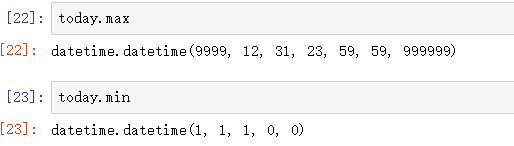 [22]: today.max
[22]: datetime.datetime(9999, 12, 31, 23, 59, 59, 999999)
[23]: today.min
[23]: datetime.datetime(1, 1, 1, 0, 0)